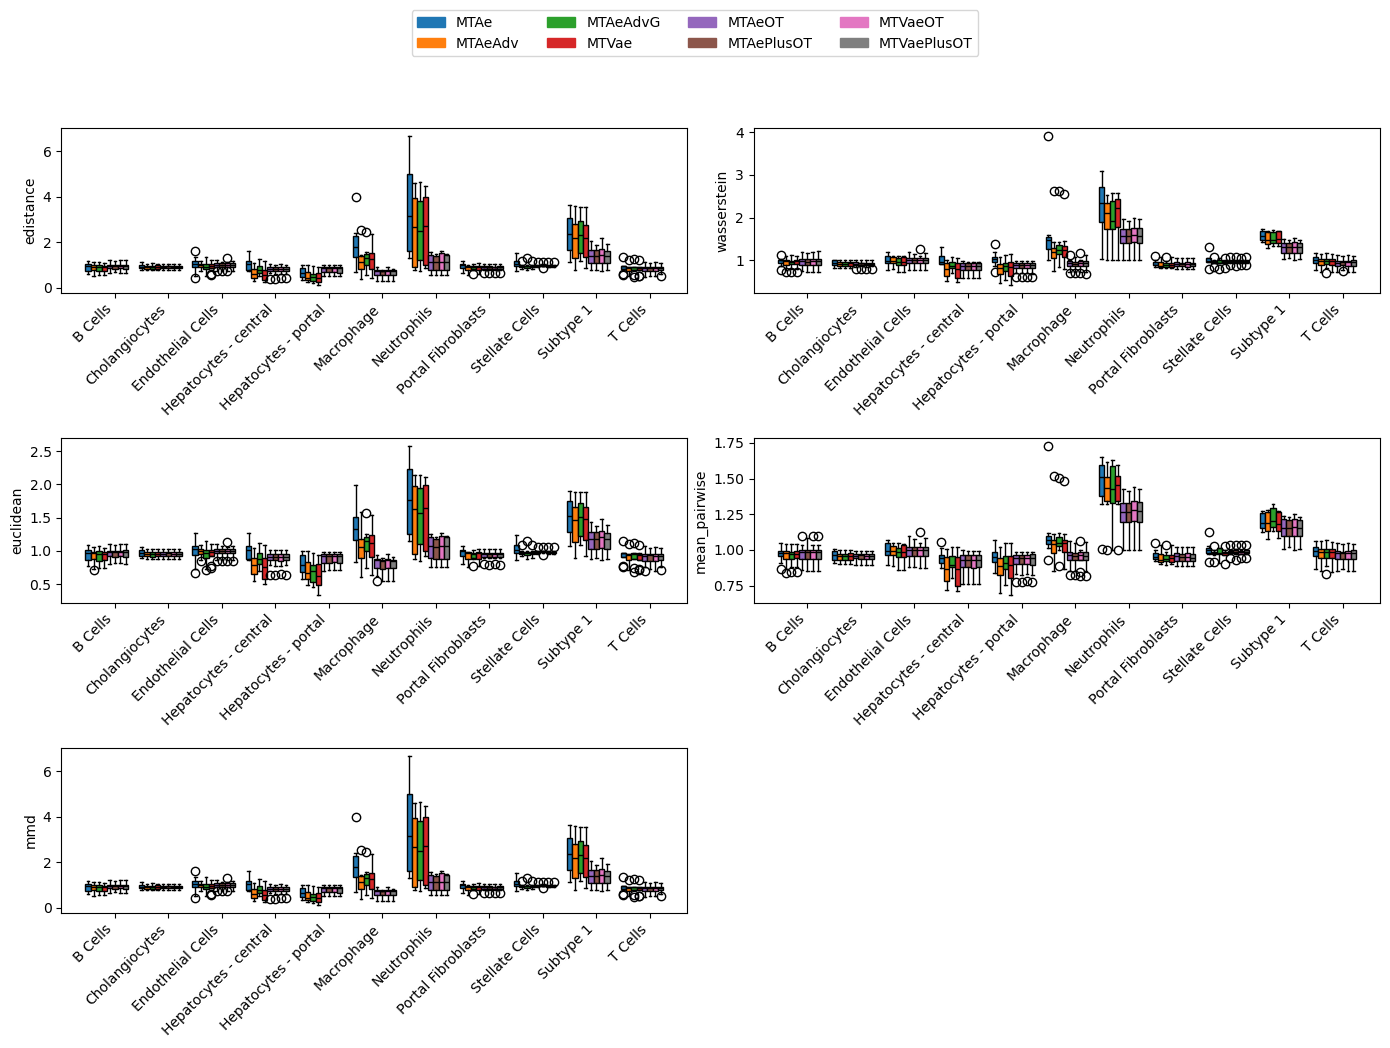 MTAe MTAeAdvG MTAeOT MTVaeOT
MTAeAdv MTVae MTAePlusOT MTVaePlusOT
edistance
6
4
2
0
B Cells
Cholangiocytes
Endothelial Cells
Hepatocytes - central
Hepatocytes - portal
Macrophage
Neutrophils
Portal Fibroblasts
Stellate Cells
Subtype 1
T Cells
wasserstein
4
3
2
1
B Cells
Cholangiocytes
Endothelial Cells
Hepatocytes - central
Hepatocytes - portal
Macrophage
Neutrophils
Portal Fibroblasts
Stellate Cells
Subtype 1
T Cells
euclidean
2.5
2.0
1.5
1.0
0.5
B Cells
Cholangiocytes
Endothelial Cells
Hepatocytes - central
Hepatocytes - portal
Macrophage
Neutrophils
Portal Fibroblasts
Stellate Cells
Subtype 1
T Cells
mean_pairwise
1.75
1.50
1.25
1.00
0.75
B Cells
Cholangiocytes
Endothelial Cells
Hepatocytes - central
Hepatocytes - portal
Macrophage
Neutrophils
Portal Fibroblasts
Stellate Cells
Subtype 1
T Cells
mmd
6
4
2
0
B Cells
Cholangiocytes
Endothelial Cells
Hepatocytes - central
Hepatocytes - portal
Macrophage
Neutrophils
Portal Fibroblasts
Stellate Cells
Subtype 1
T Cells